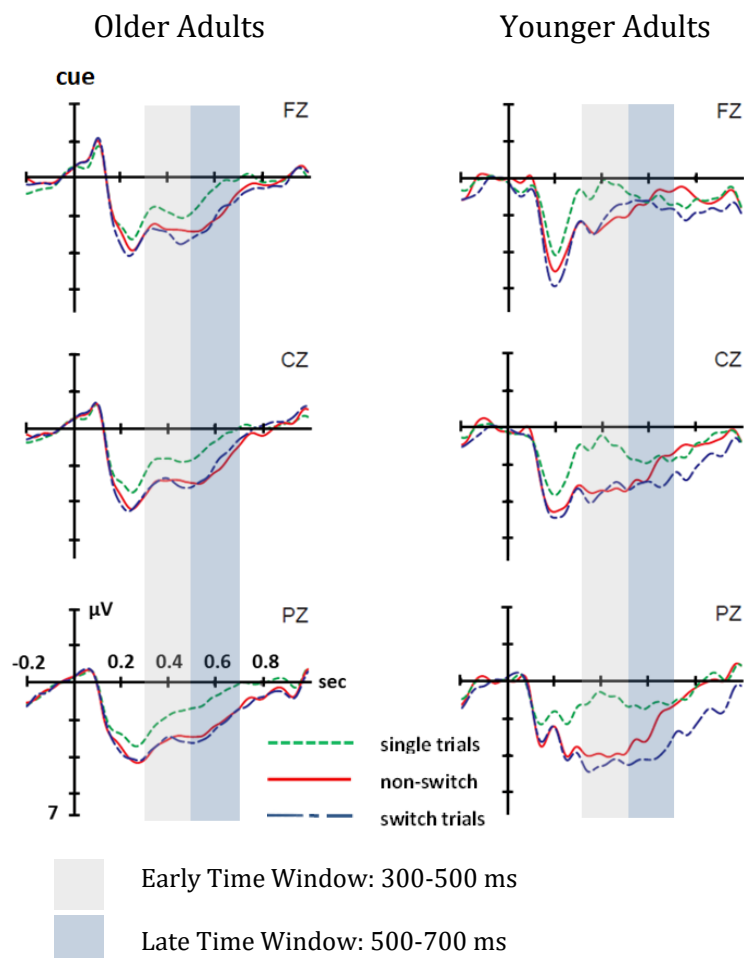 Older Adults
Younger Adults
cue
FZ
FZ
CZ
CZ
µV
PZ
PZ
-0.2 0.2 0.4 0.6 0.8
sec
single trials
non-switch
7
switch trials
Early Time Window: 300-500 ms
Late Time Window: 500-700 ms